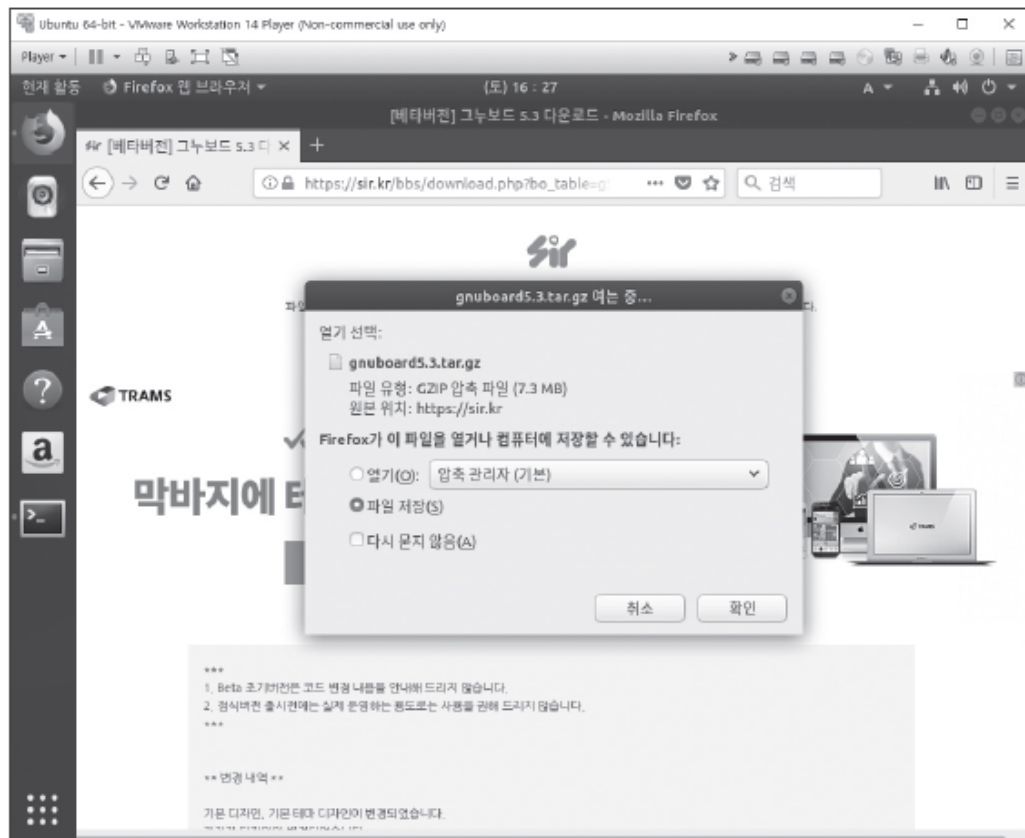 Ubuntu 64-bit - VMware Workstation 14 Player (Non-commercial use only)
Player
현재 활동 Firefox 웹 브라우저 (토) 16 : 27 A
[베타버전] 그누보드 5.3 다운로드 - Mozilla Firefox
sir [베타버전] 그누보드 5.3 다
https://sir.kr/bbs/download.php?bo_table=g 검색
sir
파일
다.
gnuboard5.3.tar.gz 여는 중...
열기 선택:
gnuboard5.3.tar.gz
파일 유형: GZIP 압축 파일 (7.3 MB)
원본 위치: https://sir.kr
Firefox가 이 파일을 열거나 컴퓨터에 저장할 수 있습니다:
열기(O): 압축 관리자 (기본)
파일 저장(S)
다시 묻지 않음(A)
취소 확인
TRAMS
막바지에
TRAMS
***
1. Beta 초기버전은 코드 변경 내용을 안내해 드리지 않습니다.
2. 정식버전 출시전에는 실제 운영하는 용도로는 사용을 권해 드리지 않습니다.
***
** 변경 내역 **
기본 디자인, 기본 테마 디자인이 변경되었습니다.